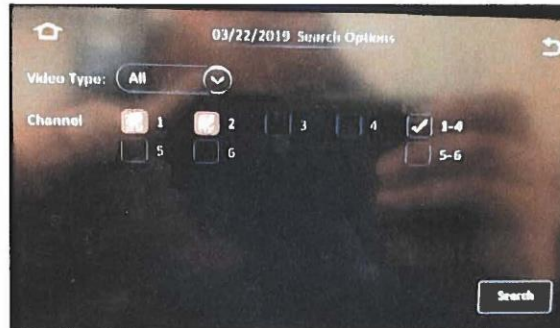 03/22/2019 Search Options
Video Type: All
Channel 1 2 3 4 1-4
5 6 5-6
Search